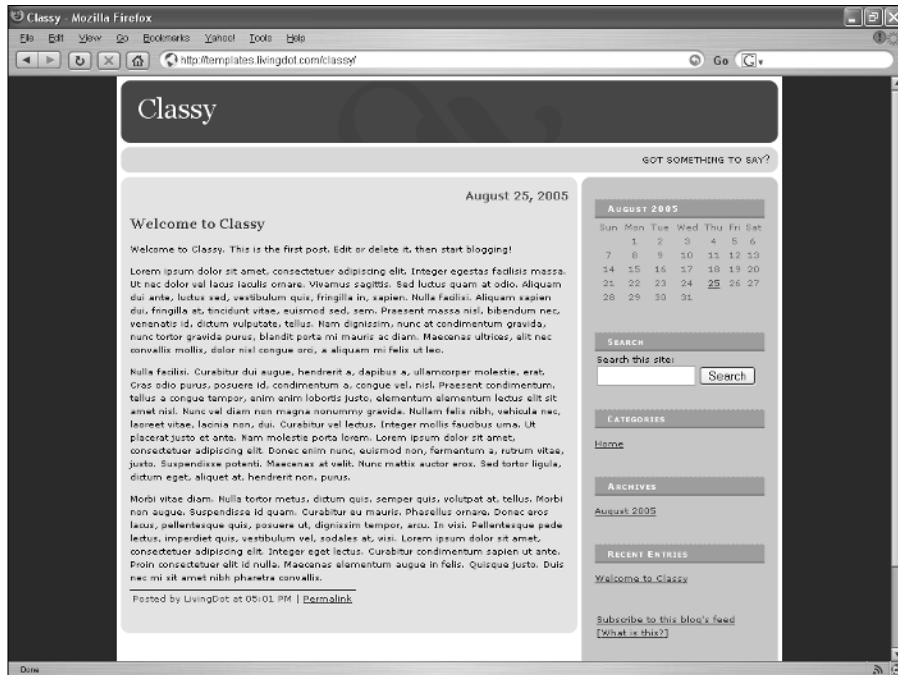 Classy - Mozilla Firefox
File Edit View Go Bookmarks Yahoo! Tools Help
http://templates.livingdot.com/classy/ Go G
Classy
GOT SOMETHING TO SAY?
August 25, 2005
Welcome to Classy
Welcome to Classy. This is the first post. Edit or delete it, then start blogging!
Lorem ipsum dolor sit amet, consectetuer adipiscing elit. Integer egestas facilisis massa.
Ut nec dolor vel lacus iaculis ornare. Vivamus sagittis. Sed luctus quam at odio. Aliquam
dui ante, luctus sed, vestibulum quis, fringilla in, sapien. Nulla facilisi. Aliquam sapien
dui, fringilla at, tincidunt vitae, euismod sed, sem. Praesent massa nisl, bibendum nec,
venenatis id, dictum vulputate, tellus. Nam dignissim, nunc at condimentum gravida,
nunc tortor gravida purus, blandit porta mi mauris ac diam. Maecenas ultrices, elit nec
convallis mollis, dolor nisl congue orci, a aliquam mi felis ut leo.
Nulla facilisi. Curabitur dui augue, hendrerit a, dapibus a, ullamcorper molestie, erat.
Cras odio purus, posuere id, condimentum a, congue vel, nisl. Praesent condimentum,
tellus a congue tempor, enim enim lobortis justo, elementum elementum lectus elit sit
amet nisl. Nunc vel diam non magna nonummy gravida. Nullam felis nibh, vehicula nec,
laoreet vitae, lacinia non, dui. Curabitur vel lectus. Integer mollis faucibus urna. Ut
placerat justo et ante. Nam molestie porta lorem. Lorem ipsum dolor sit amet,
consectetuer adipiscing elit. Donec enim nunc, euismod non, fermentum a, rutrum vitae,
justo. Suspendisse potenti. Maecenas at velit. Nunc mattis auctor eros. Sed tortor ligula,
dictum eget, aliquet at, hendrerit non, purus.
Morbi vitae diam. Nulla tortor metus, dictum quis, semper quis, volutpat at, tellus. Morbi
non augue. Suspendisse id quam. Curabitur eu mauris. Phasellus ornare. Donec eros
lacus, pellentesque quis, posuere ut, dignissim tempor, arcu. In visi. Pellentesque pede
lectus, imperdiet quis, vestibulum vel, sodales at, visi. Lorem ipsum dolor sit amet,
consectetuer adipiscing elit. Integer eget lectus. Curabitur condimentum sapien ut ante.
Proin consectetuer elit id nulla. Maecenas elementum augue in felis. Quisque justo. Duis
nec mi sit amet nibh pharetra convallis.
Posted by LivingDot at 05:01 PM | Permalink
AUGUST 2005
Sun Mon Tue Wed Thu Fri Sat
1 2 3 4 5 6
7 8 9 10 11 12 13
14 15 16 17 18 19 20
21 22 23 24 25 26 27
28 29 30 31
SEARCH
Search this site:
Search
CATEGORIES
Home
ARCHIVES
August 2005
RECENT ENTRIES
Welcome to Classy
Subscribe to this blog's feed
[What is this?]
Done